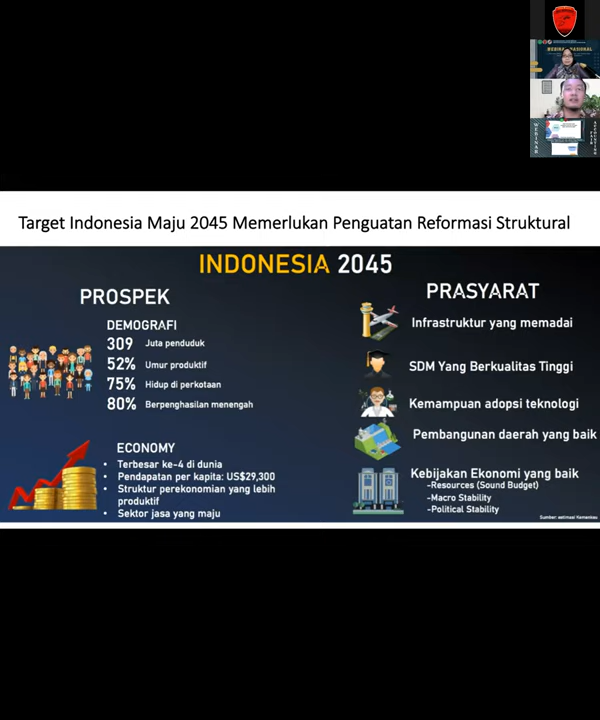 WEBINAR NASIONAL
Target Indonesia Maju 2045 Memerlukan Penguatan Reformasi Struktural
INDONESIA 2045
PROSPEK
DEMOGRAFI
309 Juta penduduk
52% Umur produktif
75% Hidup di perkotaan
80% Berpenghasilan menengah
ECONOMY
• Terbesar ke-4 di dunia
• Pendapatan per kapita: US$29,300
• Struktur perekonomian yang lebih
produktif
• Sektor jasa yang maju
PRASYARAT
Infrastruktur yang memadai
SDM Yang Berkualitas Tinggi
Kemampuan adopsi teknologi
Pembangunan daerah yang baik
Kebijakan Ekonomi yang baik
-Resources (Sound Budget)
-Macro Stability
-Political Stability
Sumber: estimasi Kemenkeu